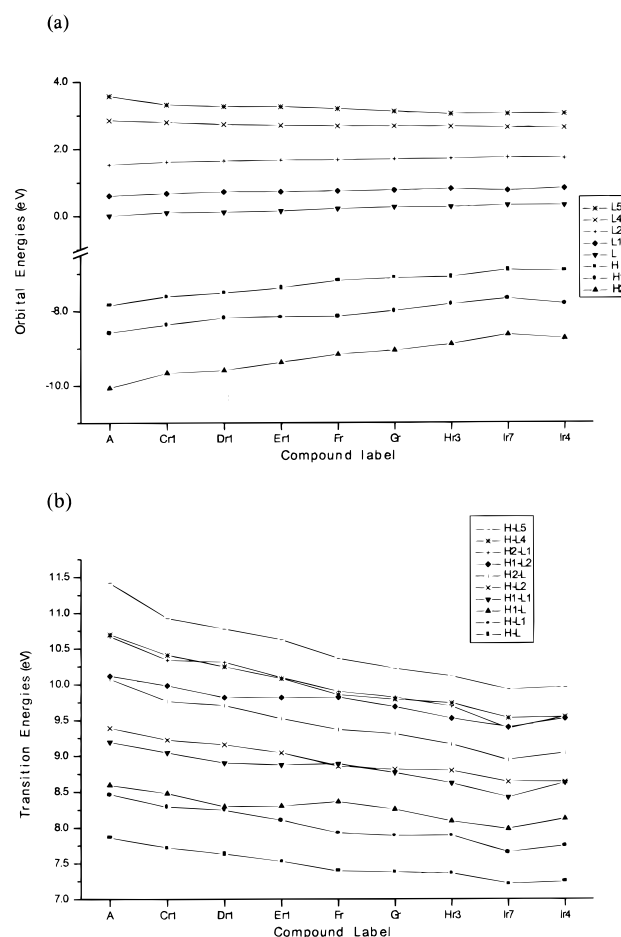 (a)
4.0
2.0
0.0
-8.0
-10.0
Orbital Energies (eV)
A Cr1 Dr1 Er1 Fr Gr Hr3 Ir7 Ir4
Compound label
L5
L4
L2
L1
L
H
H1
H2
(b)
H-L5
H-L4
H2-L1
H1-L2
H2-L
H-L2
H1-L1
H1-L
H-L1
H-L
11.5
11.0
10.5
10.0
9.5
9.0
8.5
8.0
7.5
7.0
Transition Energies (eV)
A Cr1 Dr1 Er1 Fr Gr Hr3 Ir7 Ir4
Compound Label